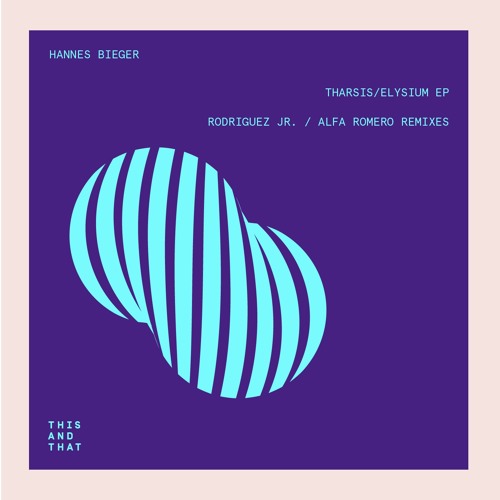 HANNES BIEGER
THARSIS/ELYSIUM EP
RODRIGUEZ JR. / ALFA ROMERO REMIXES
THIS
AND
THAT